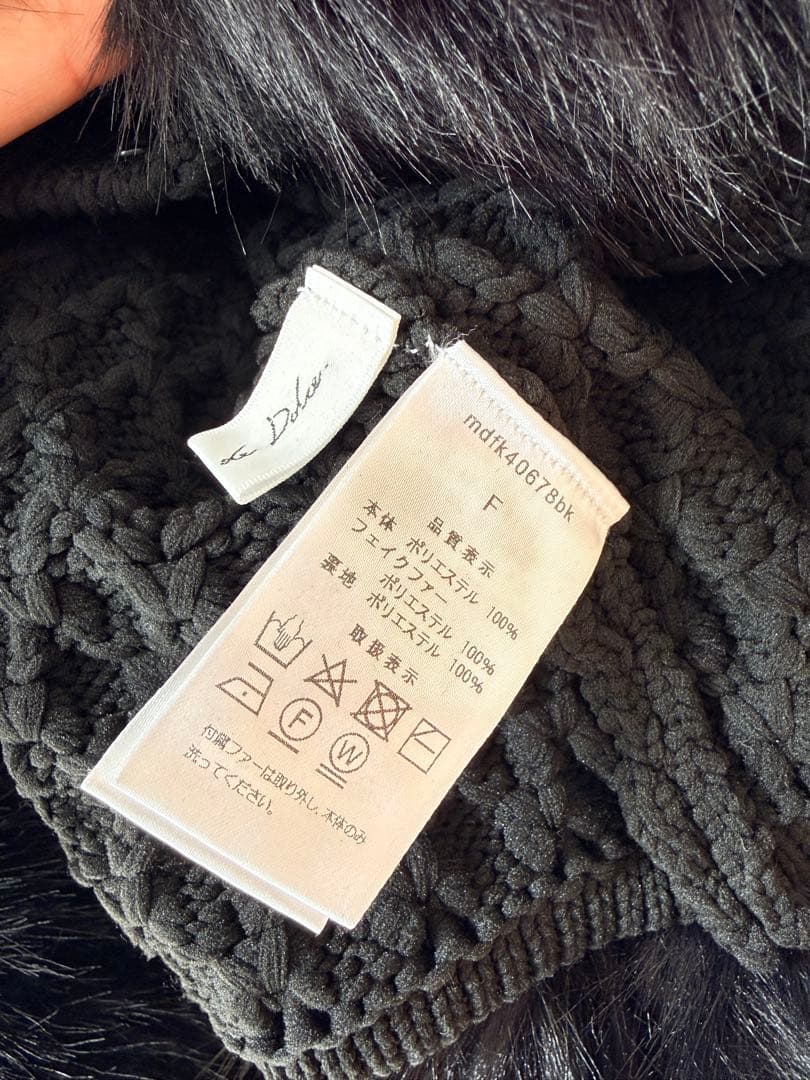 & Dolce.
mdfk40678bk
F
品質表示
本体 ポリエステル 100%
フェイクファー
ポリエステル 100%
裏地 ポリエステル 100%
取扱表示
F W
付属ファーは取り外し、本体のみ
洗ってください。